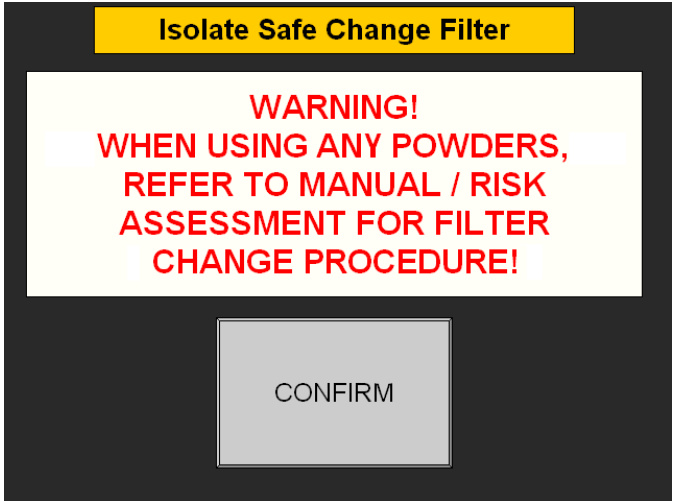 Isolate Safe Change Filter
WARNING!
WHEN USING ANY POWDERS,
REFER TO MANUAL / RISK
ASSESSMENT FOR FILTER
CHANGE PROCEDURE!
CONFIRM